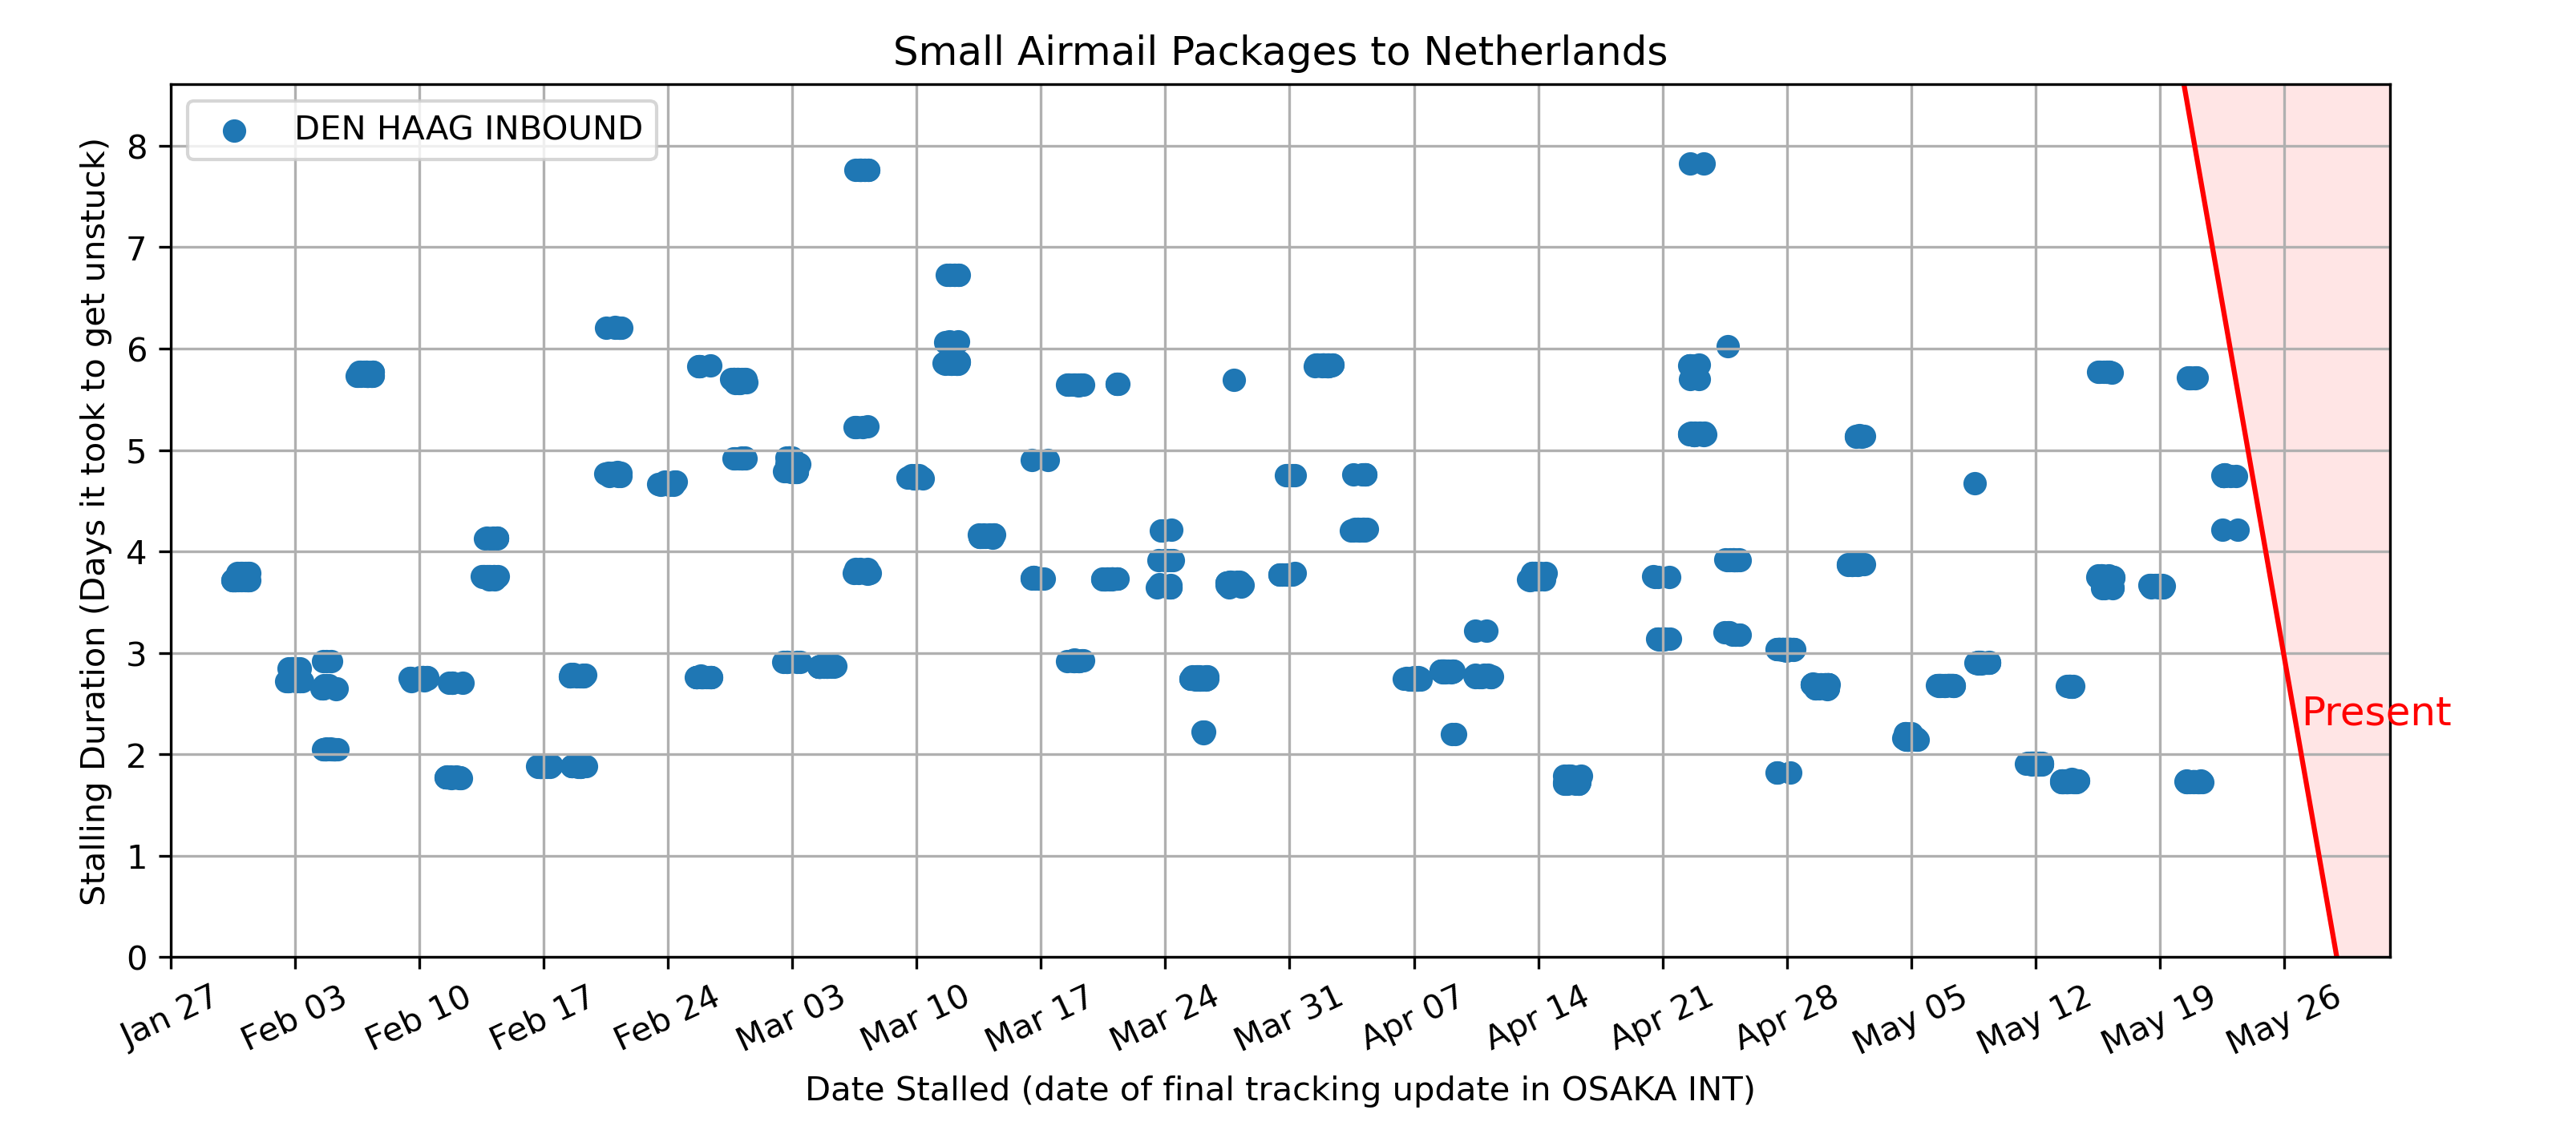 Small Airmail Packages to Netherlands
DEN HAAG INBOUND
Stalling Duration (Days it took to get unstuck)
8
7
6
5
4
3
2
1
0
Present
Jan 27
Feb 03
Feb 10
Feb 17
Feb 24
Mar 03
Mar 10
Mar 17
Mar 24
Mar 31
Apr 07
Apr 14
Apr 21
Apr 28
May 05
May 12
May 19
May 26
Date Stalled (date of final tracking update in OSAKA INT)